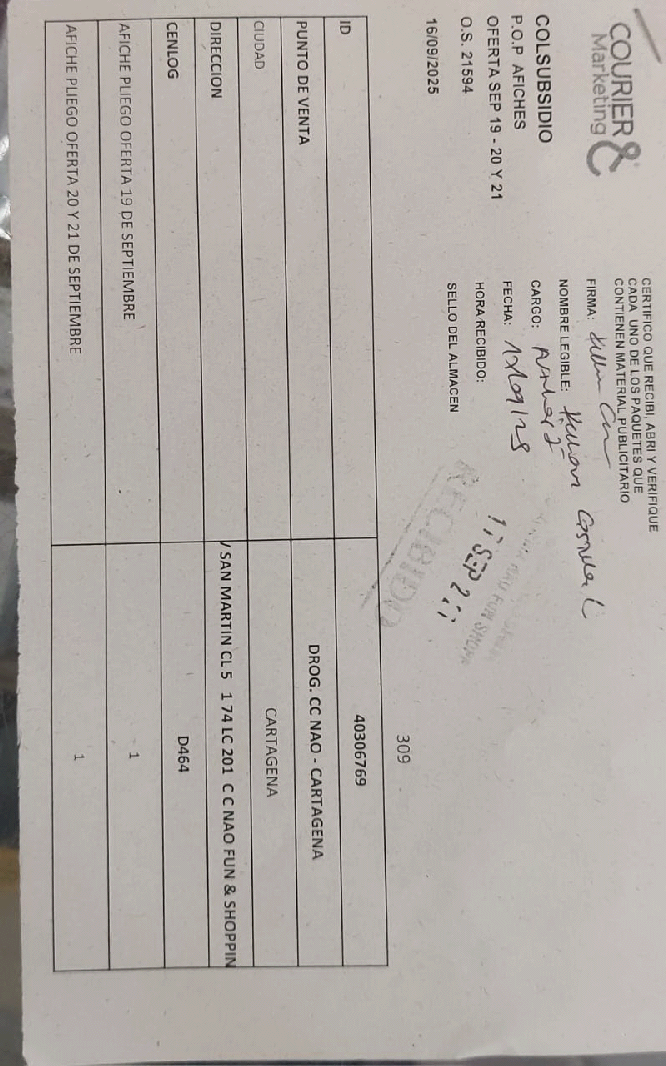 COURIER &
Marketing
COLSUBSIDIO
P.O.P AFICHES
OFERTA SEP 19 - 20 Y 21
O.S. 21594
16/09/2025
CERTIFICO QUE RECIBI, ABRI Y VERIFIQUE
CADA UNO DE LOS PAQUETES QUE
CONTIENEN MATERIAL PUBLICITARIO
FIRMA:
NOMBRE LEGIBLE:
CARGO:
FECHA:
HORA RECIBIDO:
SELLO DEL ALMACEN
RECIBIDO
309
ID 40306769
PUNTO DE VENTA DROG. CC NAO - CARTAGENA
CIUDAD CARTAGENA
DIRECCION / SAN MARTIN CL 5 1 74 LC 201 C C NAO FUN & SHOPPIN
CENLOG D464
AFICHE PLIEGO OFERTA 19 DE SEPTIEMBRE 1
AFICHE PLIEGO OFERTA 20 Y 21 DE SEPTIEMBRE 1